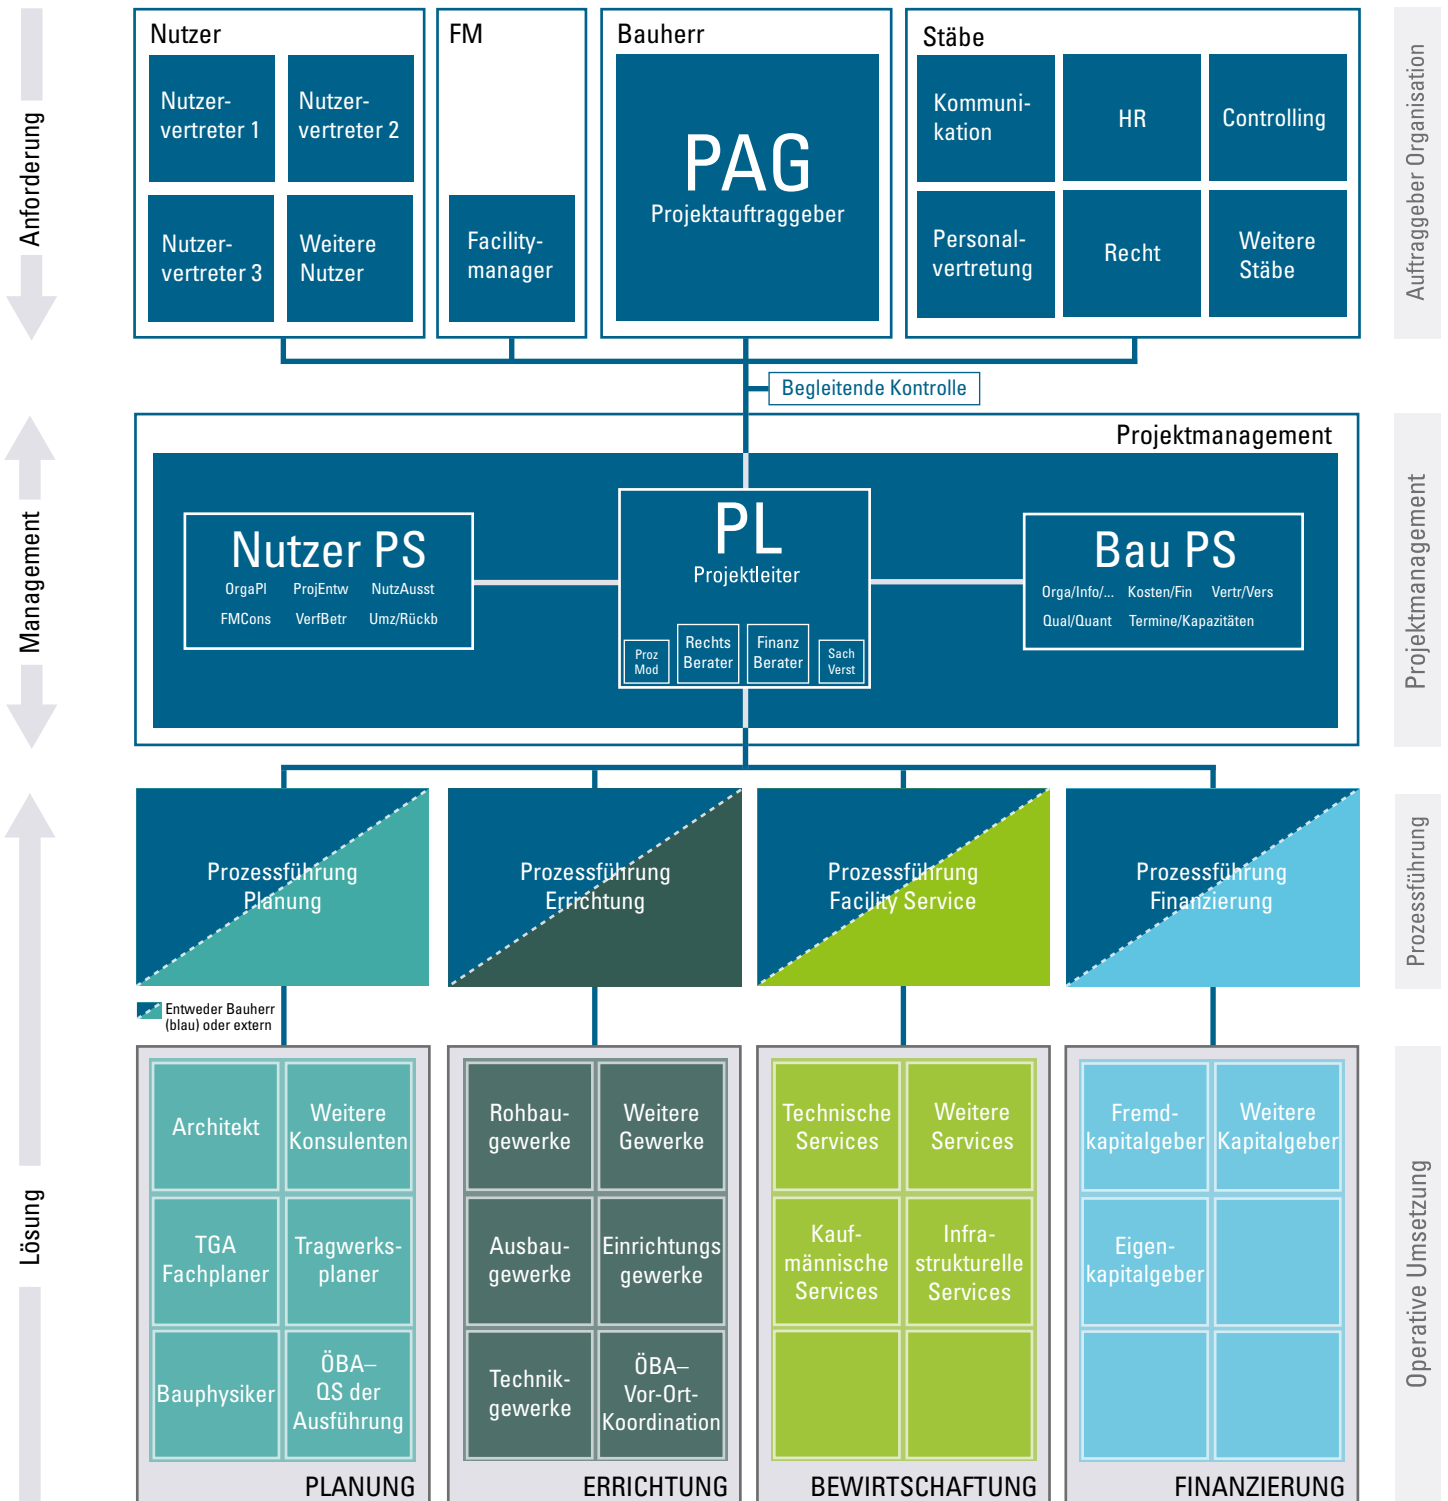 Nutzer
Nutzer-
vertreter 1
Nutzer-
vertreter 2
Nutzer-
vertreter 3
Weitere
Nutzer
FM
Facility-
manager
Bauherr
PAG
Projektauftraggeber
Stäbe
Kommuni-
kation
HR
Controlling
Personal-
vertretung
Recht
Weitere
Stäbe
Anforderung
Auftraggeber Organisation
Begleitende Kontrolle
Projektmanagement
Nutzer PS
OrgaPl ProjEntw NutzAusst
FMCons VerfBetr Umz/Rückb
PL
Projektleiter
Proz
Mod
Rechts
Berater
Finanz
Berater
Sach
Verst
Bau PS
Orga/Info/... Kosten/Fin Vertr/Vers
Qual/Quant Termine/Kapazitäten
Management
Projektmanagement
Prozessführung
Planung
Prozessführung
Errichtung
Prozessführung
Facility Service
Prozessführung
Finanzierung
Prozessführung
Entweder Bauherr
(blau) oder extern
Lösung
Architekt
Weitere
Konsulenten
TGA
Fachplaner
Tragwerks-
planer
Bauphysiker
ÖBA–
QS der
Ausführung
PLANUNG
Rohbau-
gewerke
Weitere
Gewerke
Ausbau-
gewerke
Einrichtungs
gewerke
Technik-
gewerke
ÖBA–
Vor-Ort-
Koordination
ERRICHTUNG
Technische
Services
Weitere
Services
Kauf-
männische
Services
Infra-
strukturelle
Services
BEWIRTSCHAFTUNG
Fremd-
kapitalgeber
Weitere
Kapitalgeber
Eigen-
kapitalgeber
FINANZIERUNG
Operative Umsetzung